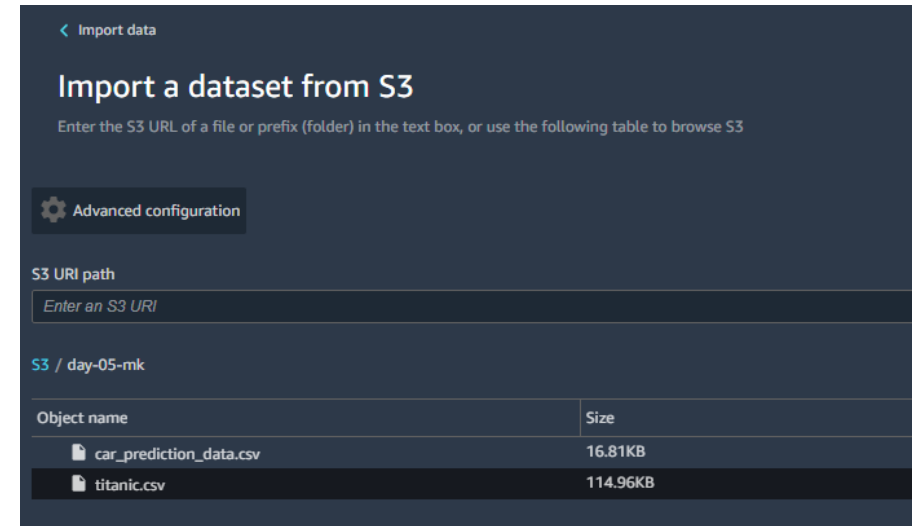 Import data
Import a dataset from S3
Enter the S3 URL of a file or prefix (folder) in the text box, or use the following table to browse S3
Advanced configuration
S3 URI path
Enter an S3 URI
S3 / day-05-mk
Object name Size
car_prediction_data.csv 16.81KB
titanic.csv 114.96KB